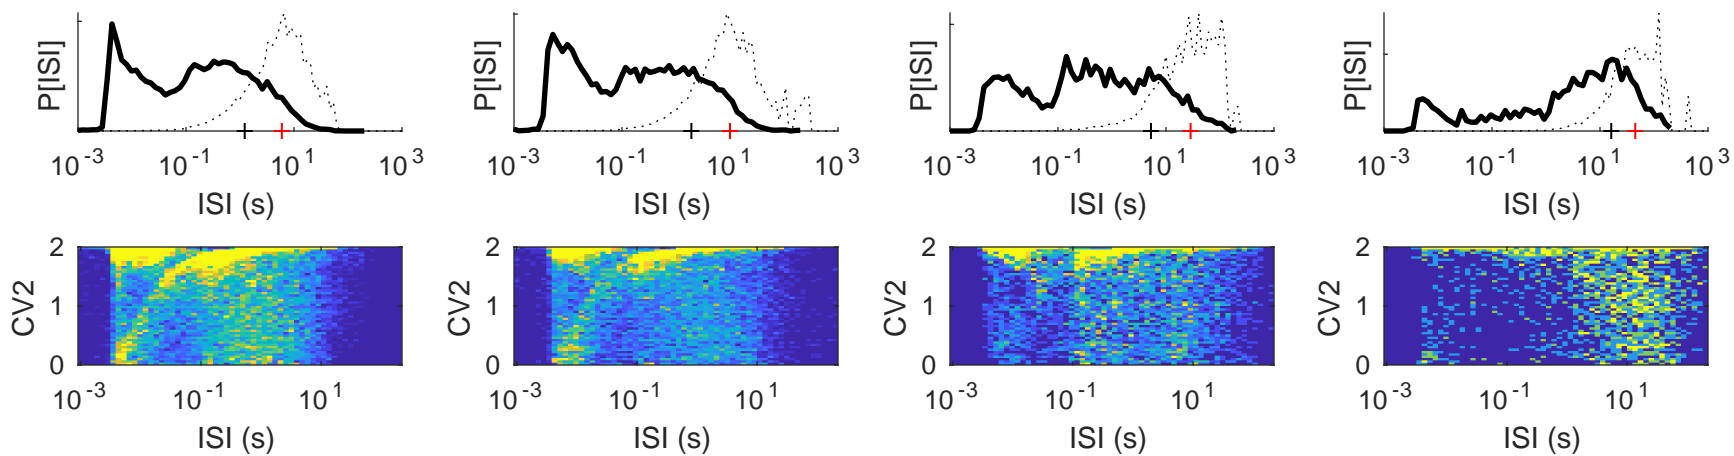 P[ISI] P[ISI] P[ISI] P[ISI]
10^-3 10^-1 10^1 10^3 10^-3 10^-1 10^1 10^3 10^-3 10^-1 10^1 10^3 10^-3 10^-1 10^1 10^3
ISI (s) ISI (s) ISI (s) ISI (s)
2 2 2 2
CV2 1 CV2 1 CV2 1 CV2 1
0 0 0 0
10^-3 10^-1 10^1 10^-3 10^-1 10^1 10^-3 10^-1 10^1 10^-3 10^-1 10^1
ISI (s) ISI (s) ISI (s) ISI (s)